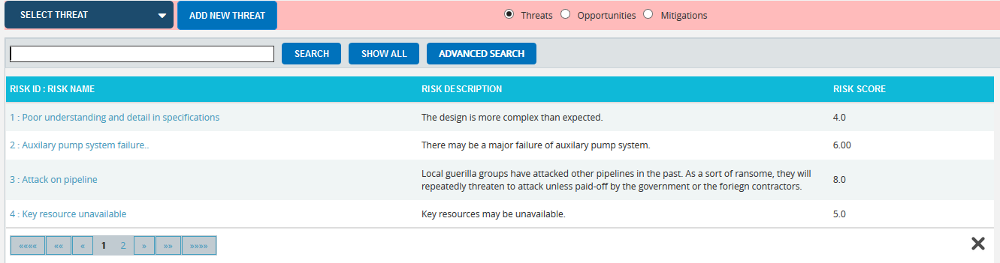 SELECT THREAT
ADD NEW THREAT
Threats Opportunities Mitigations
SEARCH SHOW ALL ADVANCED SEARCH
RISK ID : RISK NAME RISK DESCRIPTION RISK SCORE
1 : Poor understanding and detail in specifications The design is more complex than expected. 4.0
2 : Auxilary pump system failure.. There may be a major failure of auxilary pump system. 6.00
3 : Attack on pipeline Local guerilla groups have attacked other pipelines in the past. As a sort of ransome, they will
repeatedly threaten to attack unless paid-off by the government or the foriegn contractors. 8.0
4 : Key resource unavailable Key resources may be unavailable. 5.0
«««« «« « 1 2 » »» »»»»